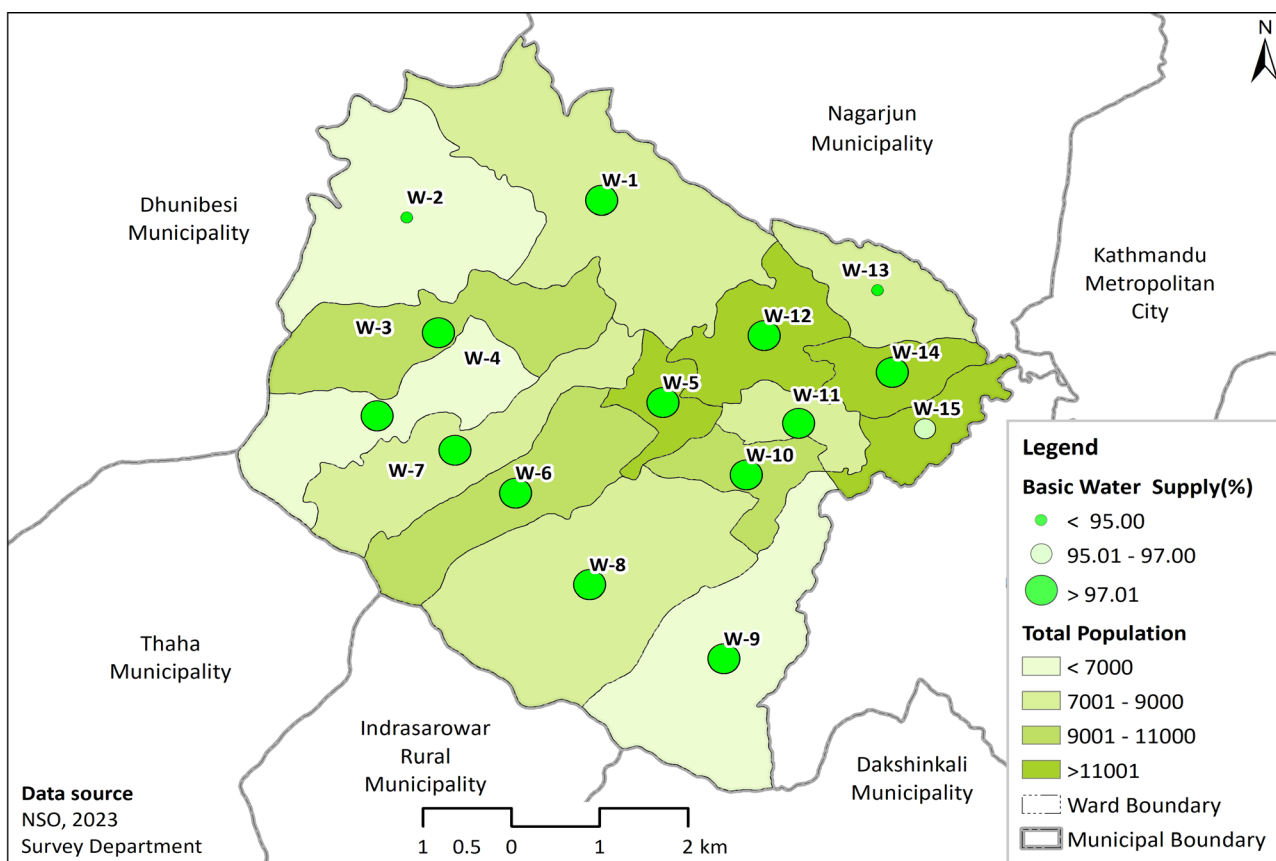 N
Nagarjun
Municipality
W-1
W-2
Dhunibesi
Municipality
Kathmandu
Metropolitan
City
W-13
W-12
W-3
W-4
W-14
W-5
W-11
W-15
W-7
W-6
W-10
W-8
W-9
Thaha
Municipality
Indrasarowar
Rural
Municipality
Dakshinkali
Municipality
Legend
Basic Water Supply(%)
< 95.00
95.01 - 97.00
> 97.01
Total Population
< 7000
7001 - 9000
9001 - 11000
>11001
Ward Boundary
Municipal Boundary
Data source
NSO, 2023
Survey Department
1 0.5 0 1 2 km